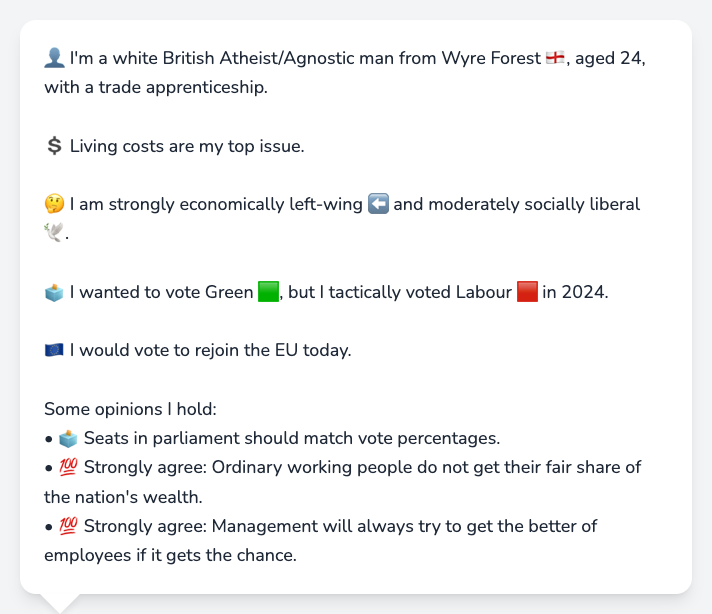 👤 I'm a white British Atheist/Agnostic man from Wyre Forest 🏴󠁧󠁢󠁥󠁮󠁧󠁿, aged 24,
with a trade apprenticeship.
💲 Living costs are my top issue.
🤔 I am strongly economically left-wing ⬅️ and moderately socially liberal
🕊️.
🗳️ I wanted to vote Green 🟩, but I tactically voted Labour 🟥 in 2024.
🇪🇺 I would vote to rejoin the EU today.
Some opinions I hold:
• 🗳️ Seats in parliament should match vote percentages.
• 💯 Strongly agree: Ordinary working people do not get their fair share of
the nation's wealth.
• 💯 Strongly agree: Management will always try to get the better of
employees if it gets the chance.